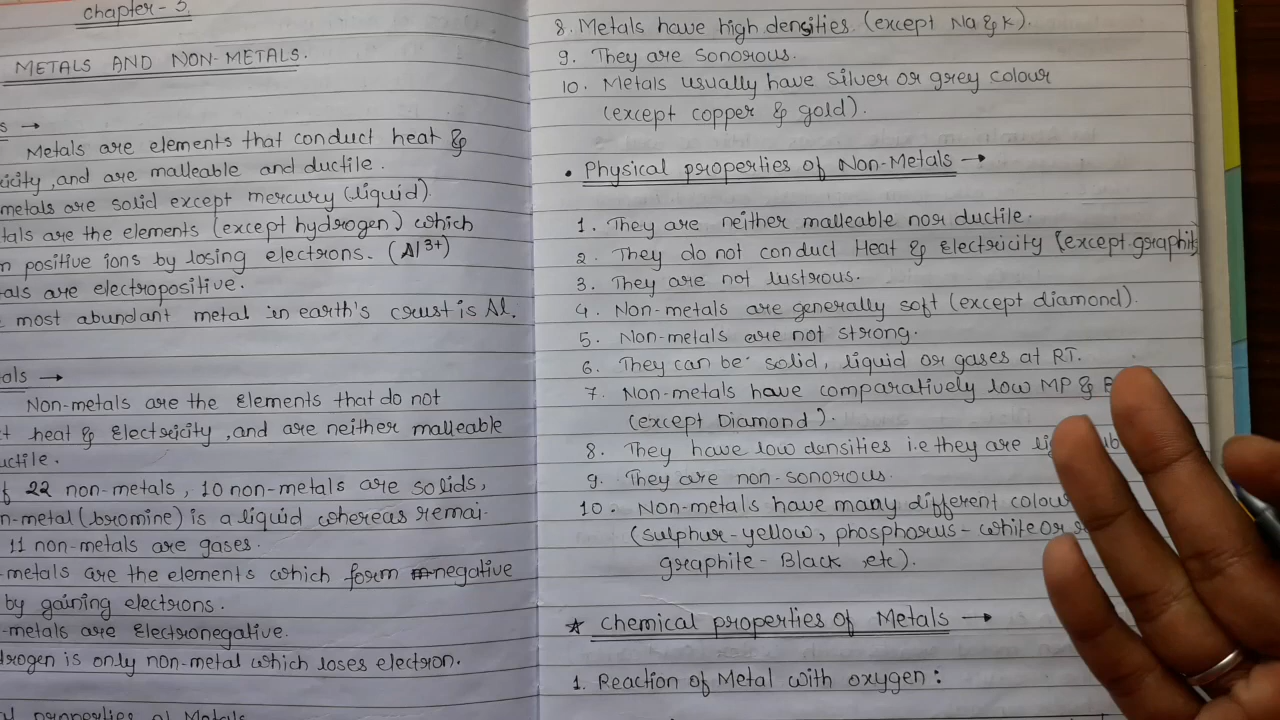 chapter - 3.
METALS AND NON-METALS.
s →
Metals are elements that conduct heat &
icity, and are malleable and ductile.
metals are solid except mercury (liquid).
tals are the elements (except hydrogen) which
n positive ions by losing electrons. (Al³⁺)
als are electropositive.
most abundant metal in earth's crust is Al.
als →
Non-metals are the Elements that do not
t heat & Electricity, and are neither malleable
uctile.
f 22 non-metals, 10 non-metals are solids,
n-metal (bromine) is a liquid whereas remai-
11 non-metals are gases.
-metals are the elements which form negative
by gaining electrons.
-metals are Electronegative.
drogen is only non-metal which loses electron.
properties of Metals
8. Metals have high densities (except Na & K).
9. They are Sonorous.
10. Metals usually have silver or grey colour
(except copper & gold).
• Physical properties of Non-Metals →
1. They are neither malleable nor ductile.
2. They do not conduct Heat & Electricity (except graphite
3. They are not lustrous.
4. Non-metals are generally soft (except diamond).
5. Non-metals are not strong.
6. They can be solid, liquid or gases at RT.
7. Non-metals have comparatively low MP & B
(except Diamond).
8. They have low densities i.e they are
9. They are non-sonorous.
10. Non-metals have many different colou
(sulphur-yellow, phosphorus - white or
graphite - Black, etc).
☆ Chemical properties of Metals →
1. Reaction of Metal with oxygen: